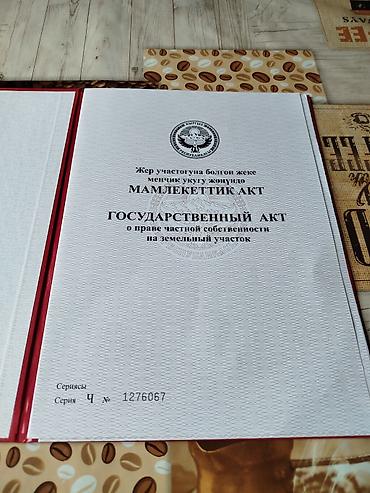 Жер участогуна болгон жеке
менчик укугу жөнүндө
МАМЛЕКЕТТИК АКТ
ГОСУДАРСТВЕННЫЙ АКТ
о праве частной собственности
на земельный участок
Сериясы
Серия Ч № 1276067